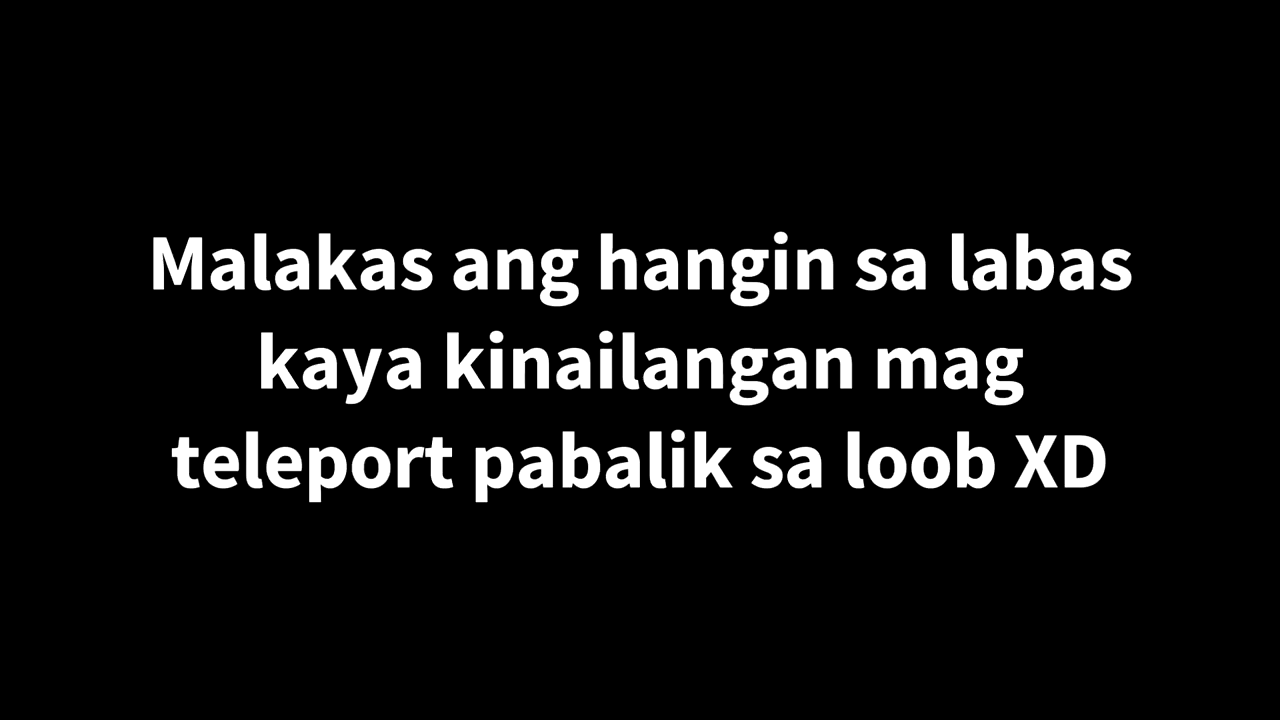 Malakas ang hangin sa labas
kaya kinailangan mag
teleport pabalik sa loob XD